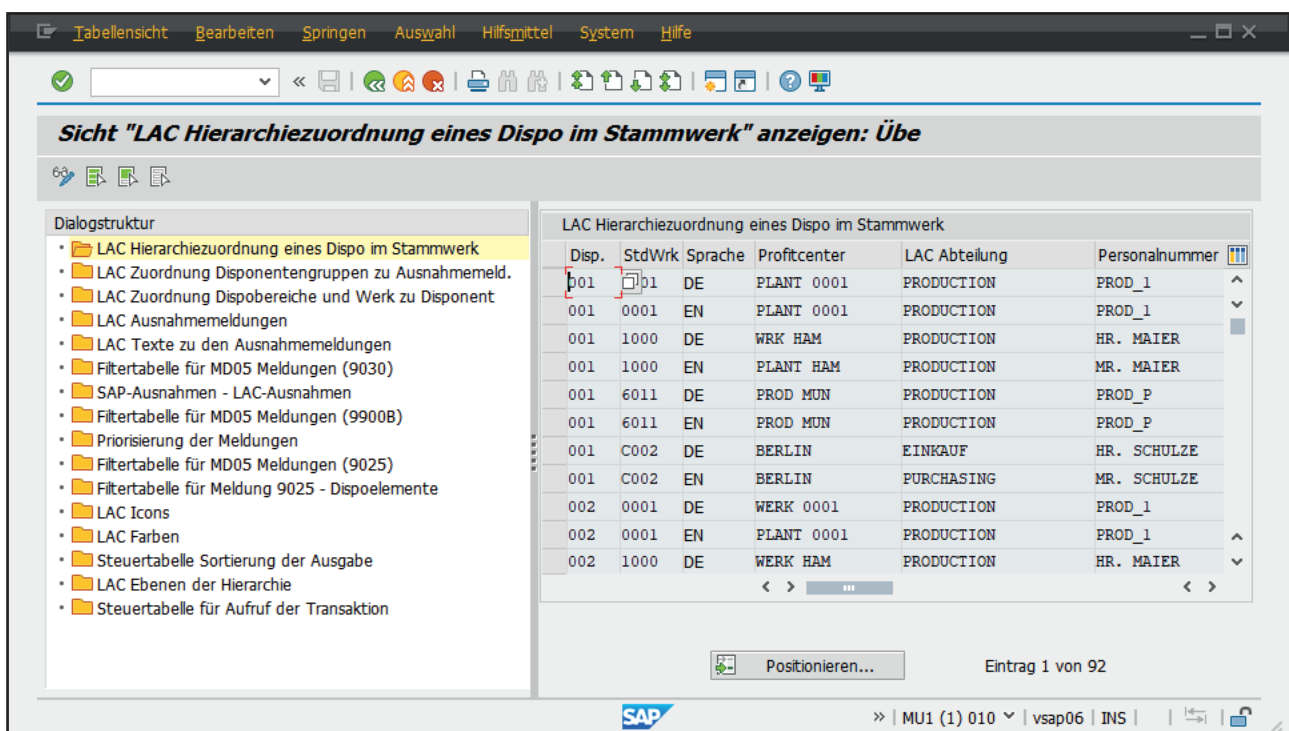 Tabellensicht Bearbeiten Springen Auswahl Hilfsmittel System Hilfe
Sicht "LAC Hierarchiezuordnung eines Dispo im Stammwerk" anzeigen: Übe
Dialogstruktur
LAC Hierarchiezuordnung eines Dispo im Stammwerk
LAC Zuordnung Disponentengruppen zu Ausnahmemeld.
LAC Zuordnung Dispobereiche und Werk zu Disponent
LAC Ausnahmemeldungen
LAC Texte zu den Ausnahmemeldungen
Filtertabelle für MD05 Meldungen (9030)
SAP-Ausnahmen - LAC-Ausnahmen
Filtertabelle für MD05 Meldungen (9900B)
Priorisierung der Meldungen
Filtertabelle für MD05 Meldungen (9025)
Filtertabelle für Meldung 9025 - Dispoelemente
LAC Icons
LAC Farben
Steuertabelle Sortierung der Ausgabe
LAC Ebenen der Hierarchie
Steuertabelle für Aufruf der Transaktion
LAC Hierarchiezuordnung eines Dispo im Stammwerk
Disp. StdWrk Sprache Profitcenter LAC Abteilung Personalnummer
001 01 DE PLANT 0001 PRODUCTION PROD_1
001 0001 EN PLANT 0001 PRODUCTION PROD_1
001 1000 DE WRK HAM PRODUCTION HR. MAIER
001 1000 EN PLANT HAM PRODUCTION MR. MAIER
001 6011 DE PROD MUN PRODUCTION PROD_P
001 6011 EN PROD MUN PRODUCTION PROD_P
001 C002 DE BERLIN EINKAUF HR. SCHULZE
001 C002 EN BERLIN PURCHASING MR. SCHULZE
002 0001 DE WERK 0001 PRODUCTION PROD_1
002 0001 EN PLANT 0001 PRODUCTION PROD_1
002 1000 DE WERK HAM PRODUCTION HR. MAIER
Positionieren... Eintrag 1 von 92
SAP » | MU1 (1) 010 | vsap06 | INS |